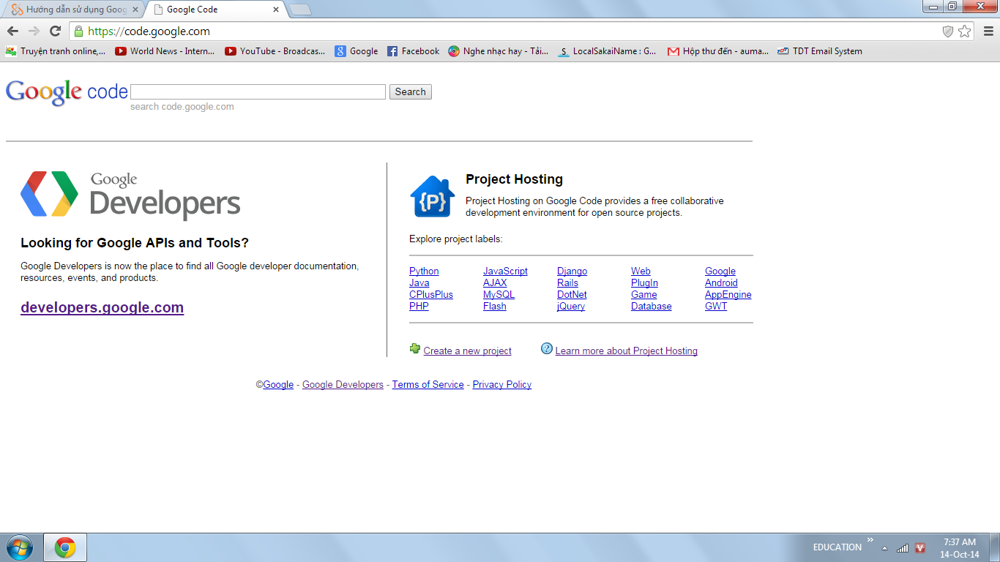 Hướng dẫn sử dụng Goog
Google Code
https://code.google.com
Truyện tranh online,...
World News - Intern...
YouTube - Broadcas...
Google
Facebook
Nghe nhạc hay - Tải...
LocalSakaiName : G...
Hộp thư đến - auma...
TDT Email System
Google code
Search
search code.google.com
Google
Developers
Looking for Google APIs and Tools?
Google Developers is now the place to find all Google developer documentation,
resources, events, and products.
developers.google.com
{P}
Project Hosting
Project Hosting on Google Code provides a free collaborative
development environment for open source projects.
Explore project labels:
Python JavaScript Django Web Google
Java AJAX Rails PlugIn Android
CPlusPlus MySQL DotNet Game AppEngine
PHP Flash jQuery Database GWT
Create a new project
Learn more about Project Hosting
©Google - Google Developers - Terms of Service - Privacy Policy
EDUCATION
V
7:37 AM
14-Oct-14